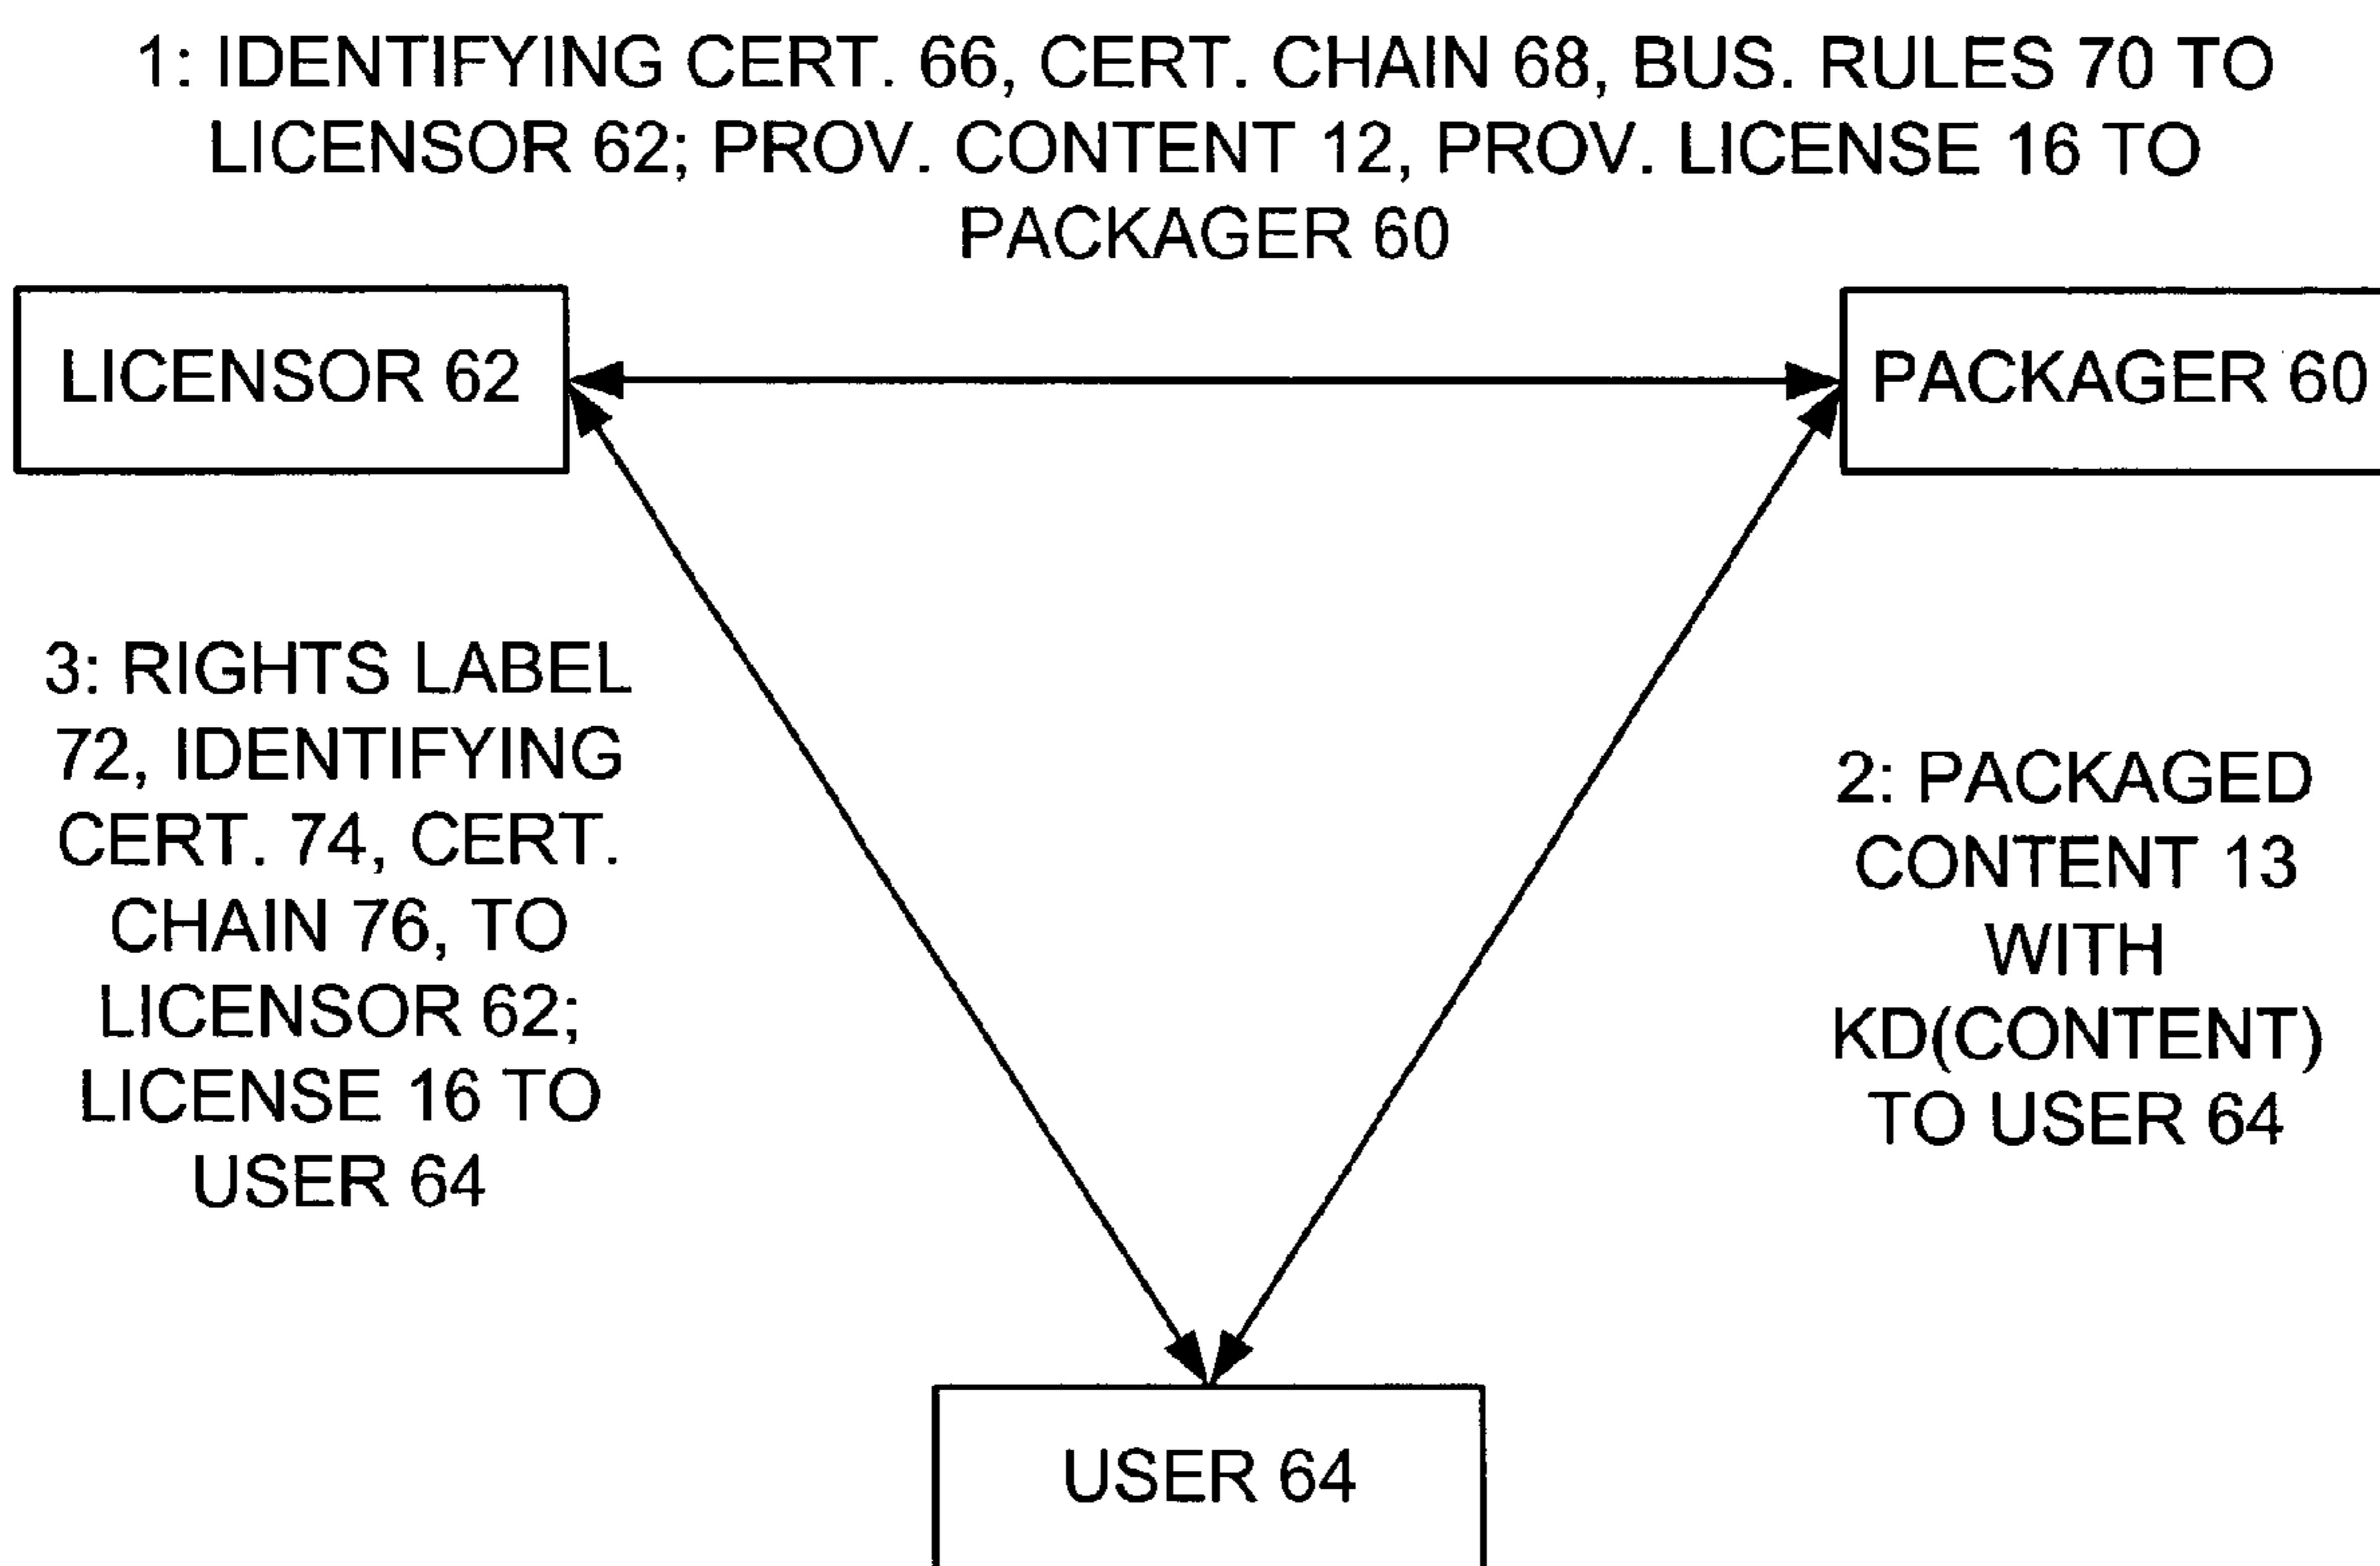 1: IDENTIFYING CERT. 66, CERT. CHAIN 68, BUS. RULES 70 TO
LICENSOR 62; PROV. CONTENT 12, PROV. LICENSE 16 TO
PACKAGER 60
LICENSOR 62
PACKAGER 60
3: RIGHTS LABEL
72, IDENTIFYING
CERT. 74, CERT.
CHAIN 76, TO
LICENSOR 62;
LICENSE 16 TO
USER 64
2: PACKAGED
CONTENT 13
WITH
KD(CONTENT)
TO USER 64
USER 64